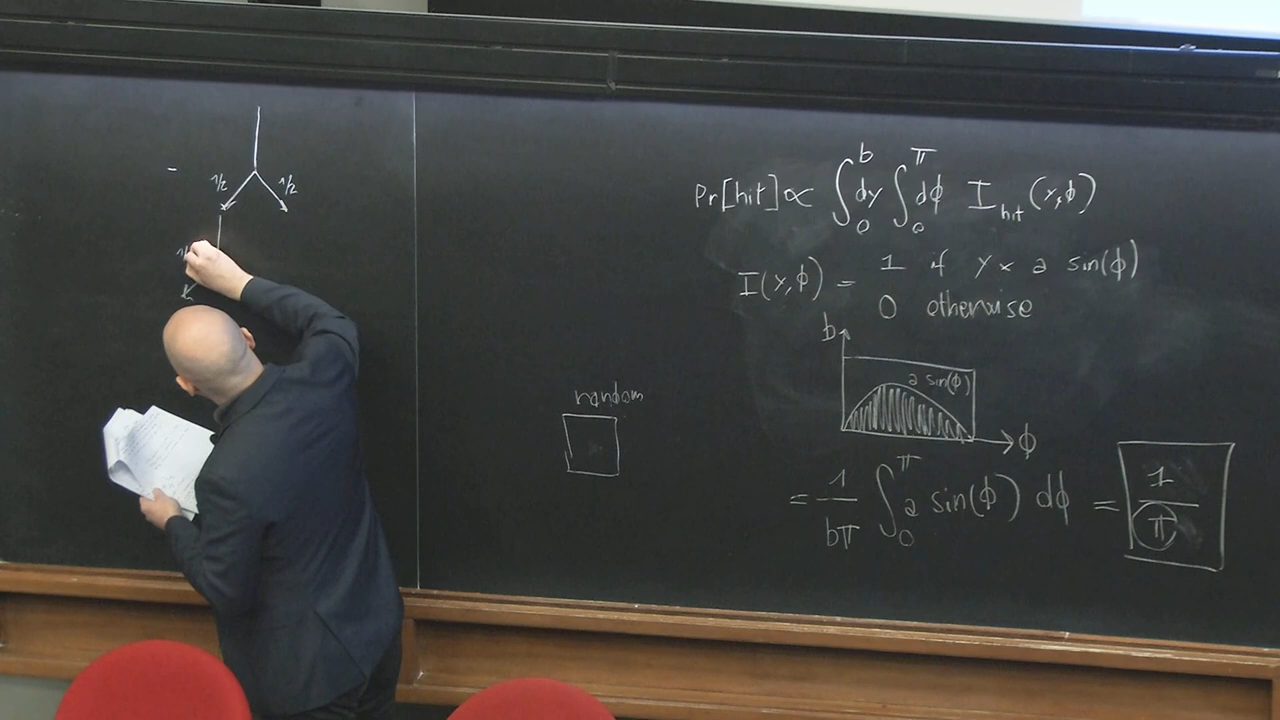 1/2 1/2
Pr[hit] ∝ ∫₀ᵇ dy ∫₀^π dϕ I_hit(y,ϕ)
I(y,ϕ) = 1 if y < a sin(ϕ)
0 otherwise
b
a sin(ϕ)
random
ϕ
= 1/(bπ) ∫₀^π a sin(ϕ) dϕ = 1/π